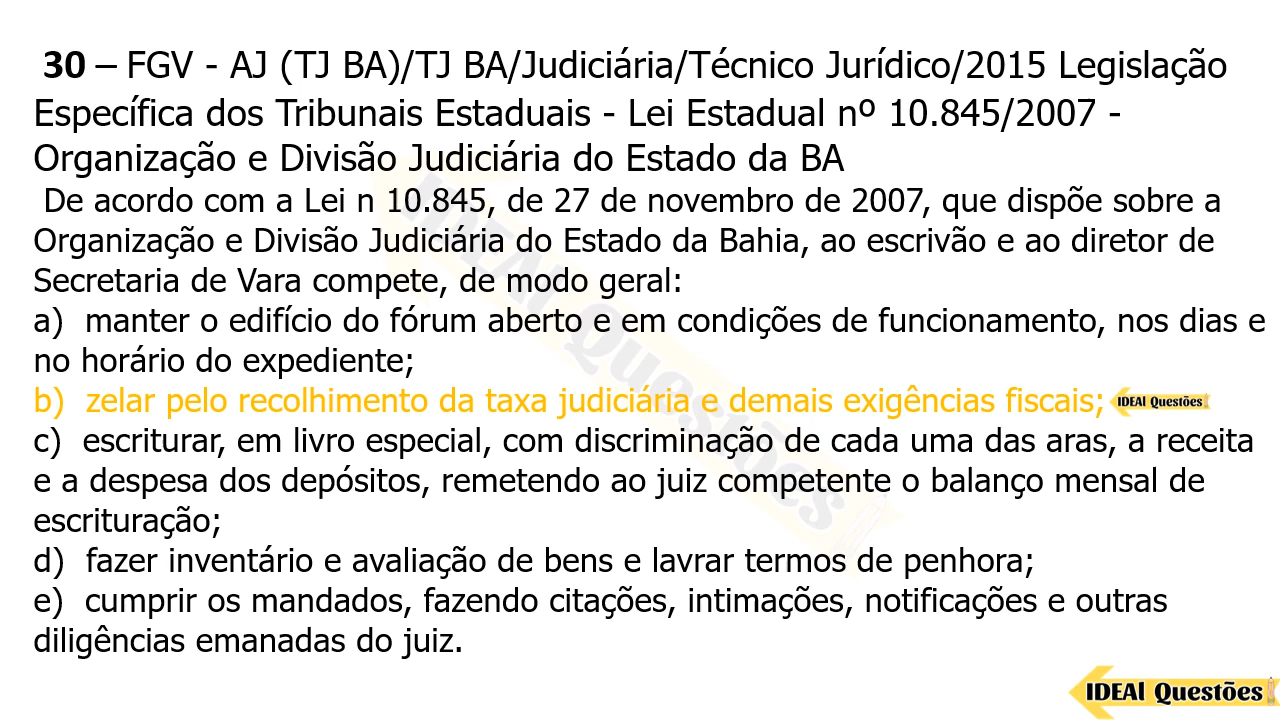 30 – FGV - AJ (TJ BA)/TJ BA/Judiciária/Técnico Jurídico/2015 Legislação
Específica dos Tribunais Estaduais - Lei Estadual nº 10.845/2007 -
Organização e Divisão Judiciária do Estado da BA
De acordo com a Lei n 10.845, de 27 de novembro de 2007, que dispõe sobre a
Organização e Divisão Judiciária do Estado da Bahia, ao escrivão e ao diretor de
Secretaria de Vara compete, de modo geral:
a) manter o edifício do fórum aberto e em condições de funcionamento, nos dias e
no horário do expediente;
b) zelar pelo recolhimento da taxa judiciária e demais exigências fiscais; IDEAl Questões
c) escriturar, em livro especial, com discriminação de cada uma das aras, a receita
e a despesa dos depósitos, remetendo ao juiz competente o balanço mensal de
escrituração;
d) fazer inventário e avaliação de bens e lavrar termos de penhora;
e) cumprir os mandados, fazendo citações, intimações, notificações e outras
diligências emanadas do juiz.
IDEAl Questões
IDEAl Questões